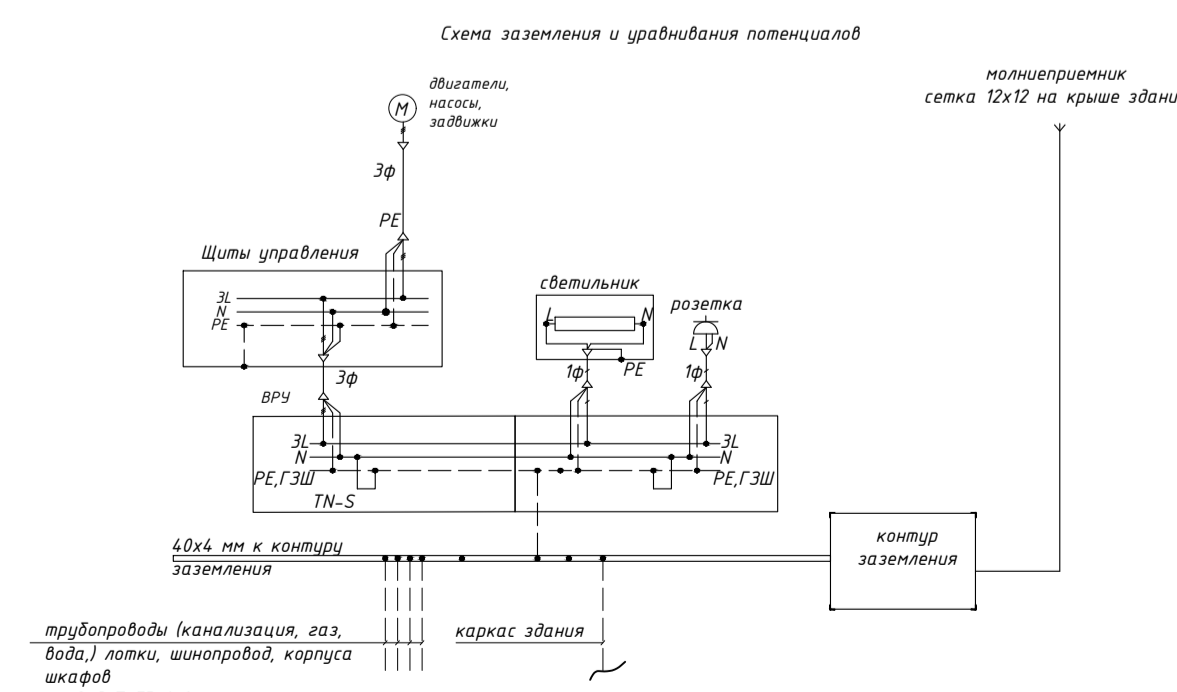 Схема заземления и уравнивания потенциалов
молниеприемник
сетка 12х12 на крыше здани
двигатели,
насосы,
задвижки
М
3ф
PE
Щиты управления
3L
N
PE
светильник
L
N
PE
розетка
L N
3ф
1ф
1ф
ВРУ
3L
N
РЕ,ГЗШ
TN-S
3L
N
РЕ,ГЗШ
40х4 мм к контуру
заземления
контур
заземления
трубопроводы (канализация, газ,
вода,) лотки, шинопровод, корпуса
шкафов
каркас здания